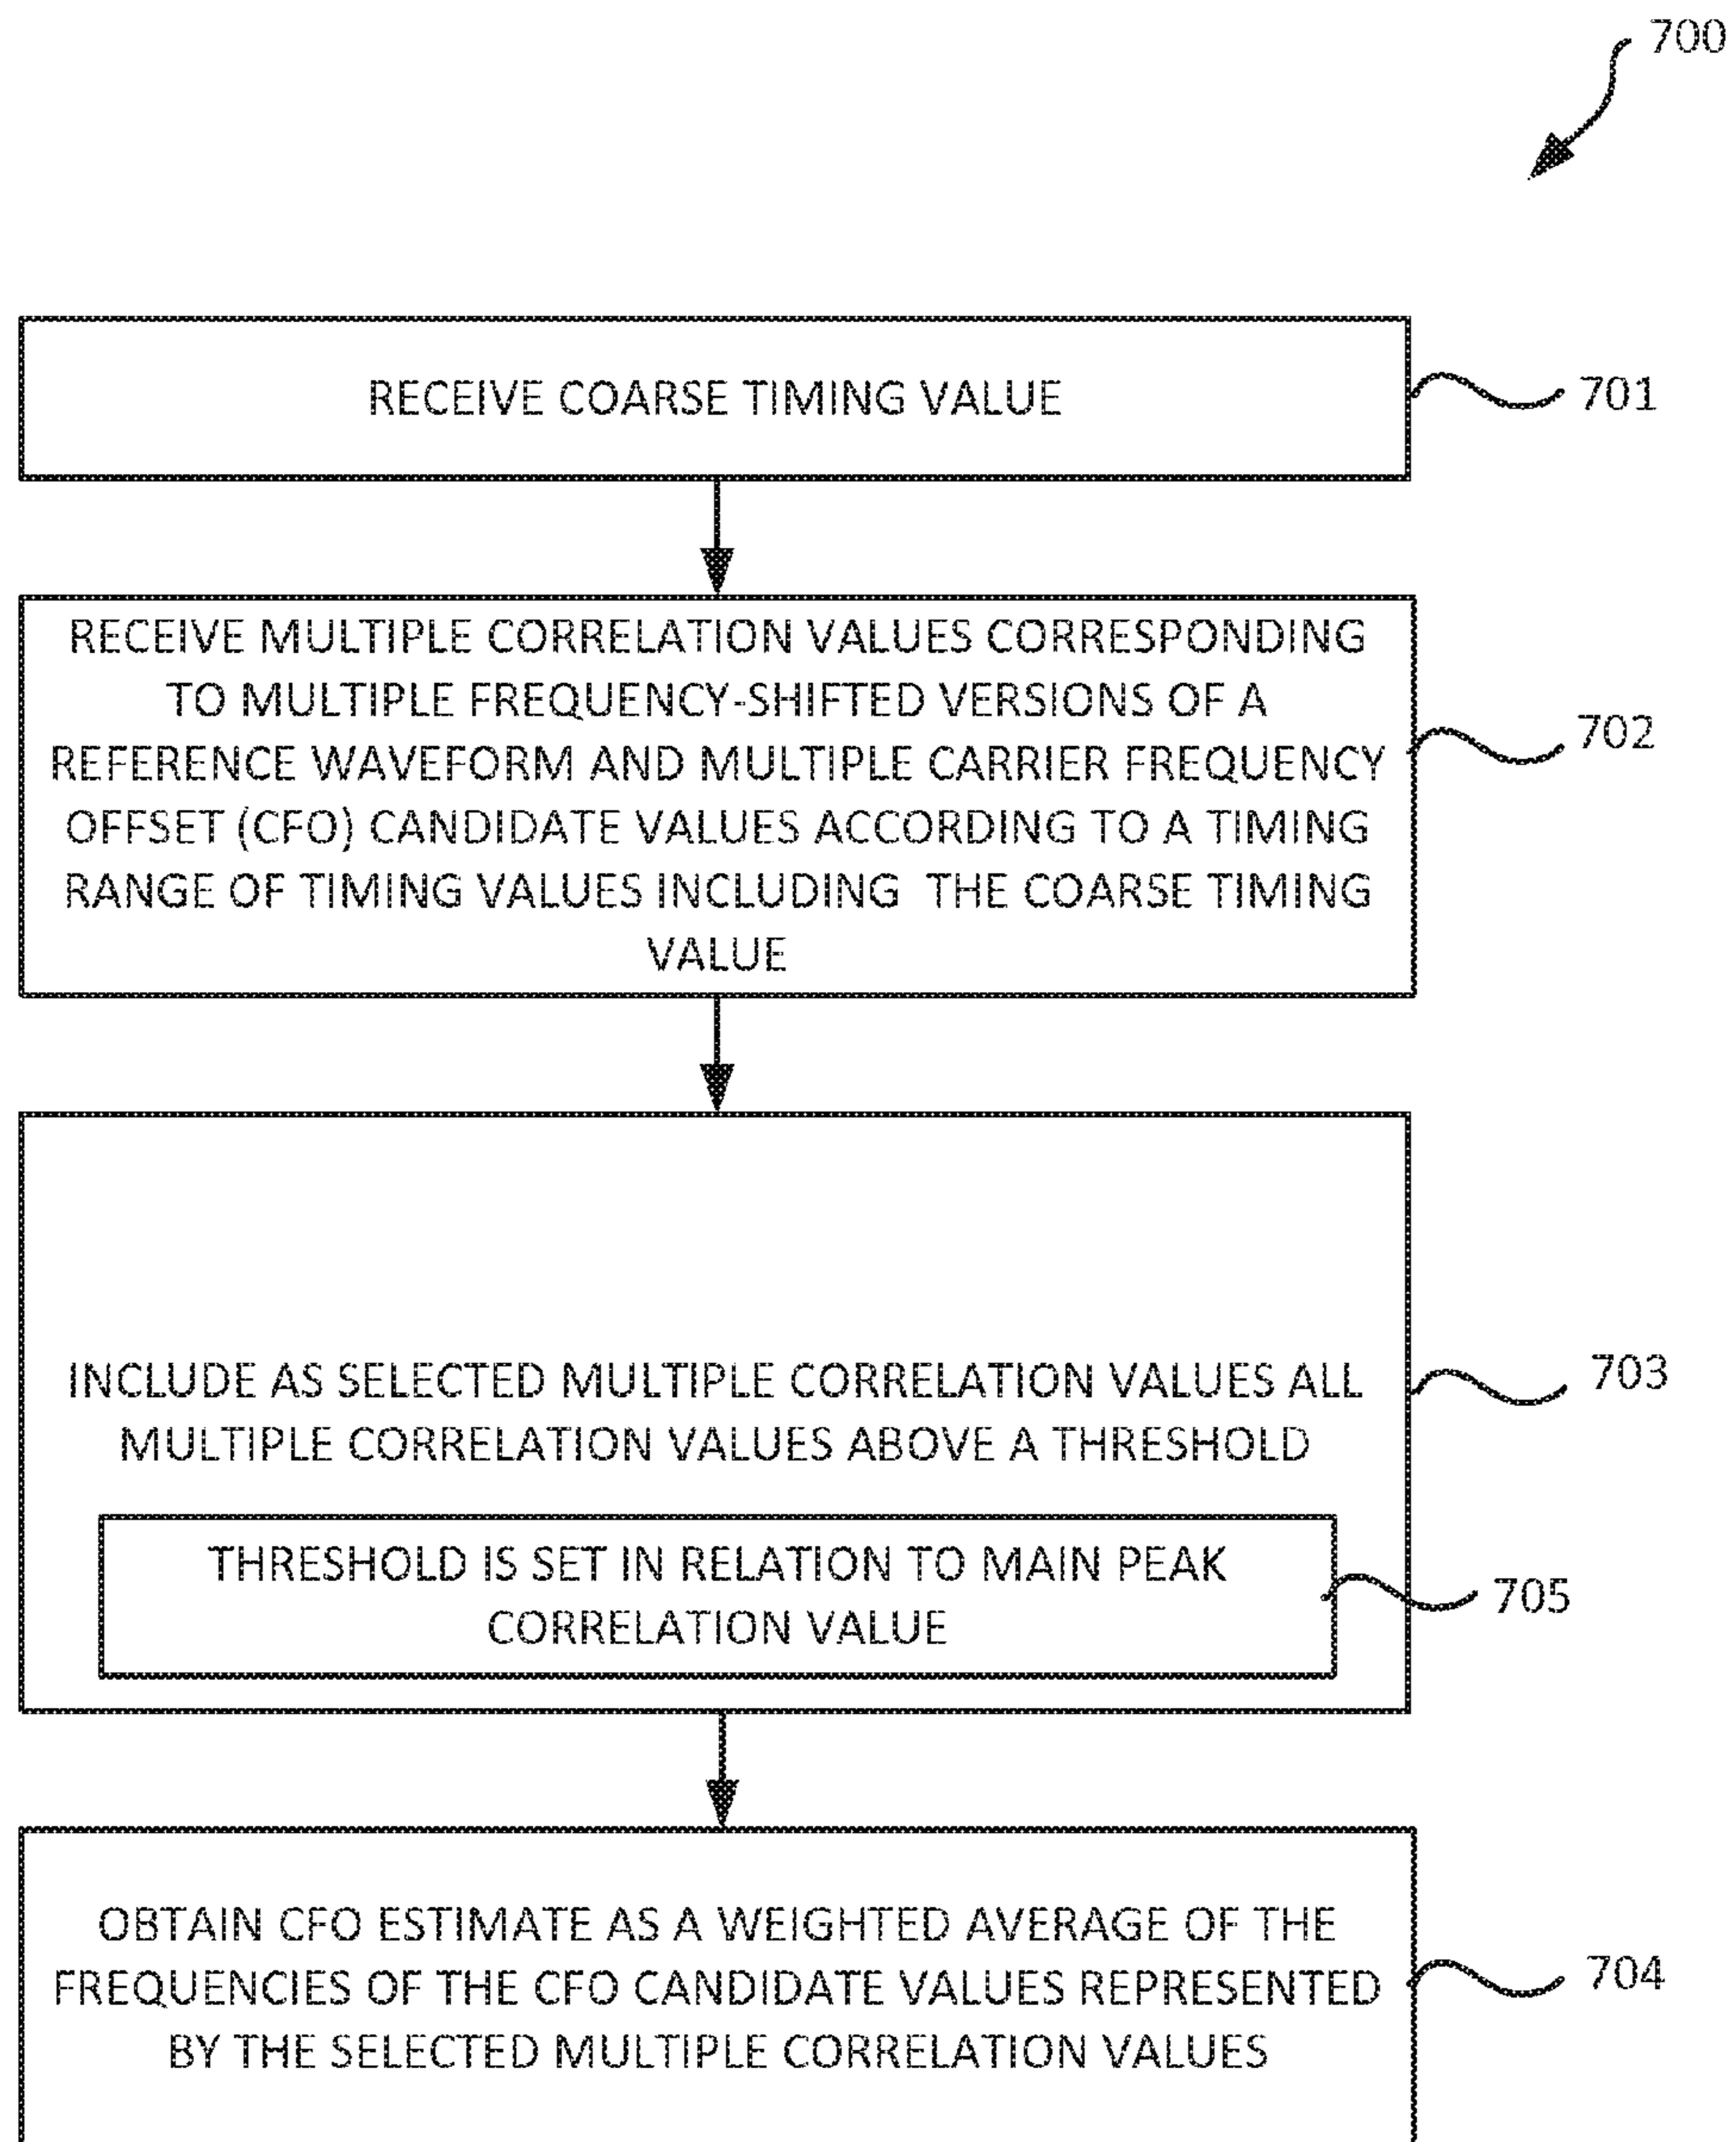 700
RECEIVE COARSE TIMING VALUE
701
RECEIVE MULTIPLE CORRELATION VALUES CORRESPONDING
TO MULTIPLE FREQUENCY-SHIFTED VERSIONS OF A
REFERENCE WAVEFORM AND MULTIPLE CARRIER FREQUENCY
OFFSET (CFO) CANDIDATE VALUES ACCORDING TO A TIMING
RANGE OF TIMING VALUES INCLUDING THE COARSE TIMING
VALUE
702
INCLUDE AS SELECTED MULTIPLE CORRELATION VALUES ALL
MULTIPLE CORRELATION VALUES ABOVE A THRESHOLD
703
THRESHOLD IS SET IN RELATION TO MAIN PEAK
CORRELATION VALUE
705
OBTAIN CFO ESTIMATE AS A WEIGHTED AVERAGE OF THE
FREQUENCIES OF THE CFO CANDIDATE VALUES REPRESENTED
BY THE SELECTED MULTIPLE CORRELATION VALUES
704